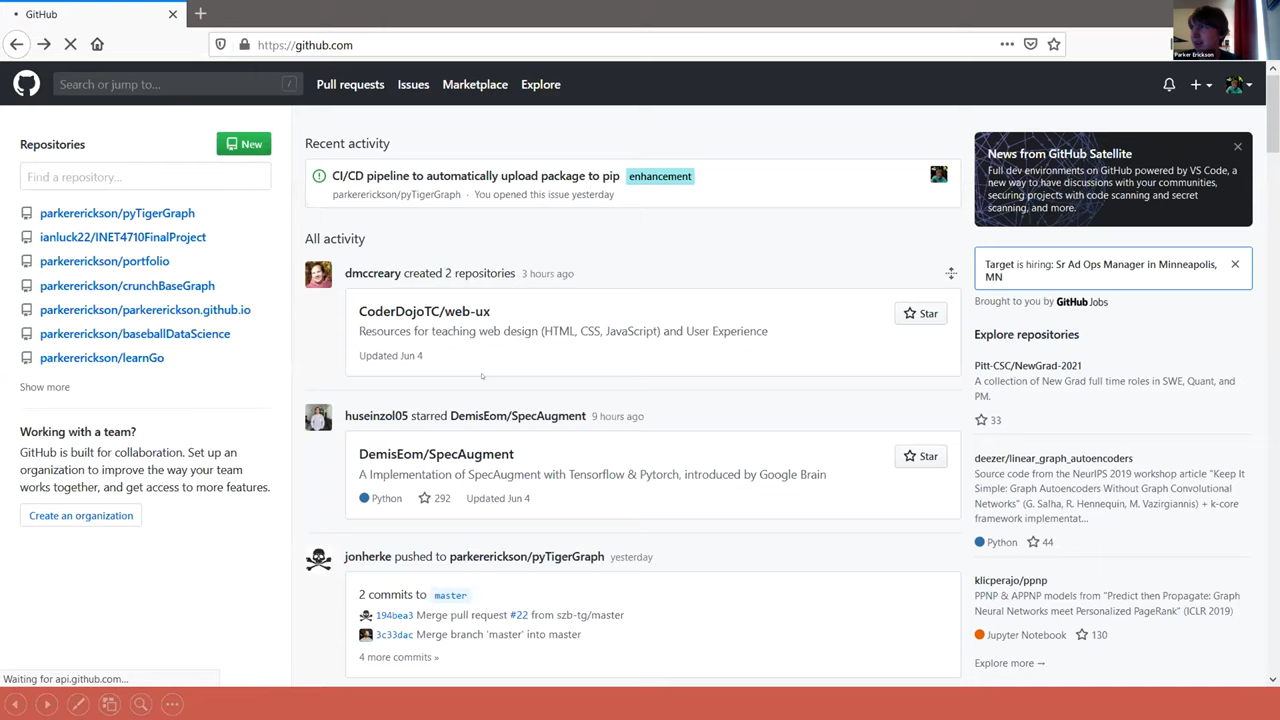 GitHub
https://github.com
Parker Erickson
Search or jump to...
/
Pull requests
Issues
Marketplace
Explore
Repositories
New
Find a repository...
parkererickson/pyTigerGraph
ianluck22/INET4710FinalProject
parkererickson/portfolio
parkererickson/crunchBaseGraph
parkererickson/parkererickson.github.io
parkererickson/baseballDataScience
parkererickson/learnGo
Show more
Working with a team?
GitHub is built for collaboration. Set up an
organization to improve the way your team
works together, and get access to more features.
Create an organization
Recent activity
CI/CD pipeline to automatically upload package to pip enhancement
parkererickson/pyTigerGraph · You opened this issue yesterday
All activity
dmccreary created 2 repositories 3 hours ago
CoderDojoTC/web-ux
Star
Resources for teaching web design (HTML, CSS, JavaScript) and User Experience
Updated Jun 4
huseinzol05 starred DemisEom/SpecAugment 9 hours ago
DemisEom/SpecAugment
Star
A Implementation of SpecAugment with Tensorflow & Pytorch, introduced by Google Brain
Python 292 Updated Jun 4
jonherke pushed to parkererickson/pyTigerGraph yesterday
2 commits to master
194bea3 Merge pull request #22 from szb-tg/master
3c33dac Merge branch 'master' into master
4 more commits »
News from GitHub Satellite
Full dev environments on GitHub powered by VS Code, a
new way to have discussions with your communities,
securing projects with code scanning and secret
scanning, and more.
Target is hiring: Sr Ad Ops Manager in Minneapolis,
MN
Brought to you by GitHub Jobs
Explore repositories
Pitt-CSC/NewGrad-2021
A collection of New Grad full time roles in SWE, Quant, and
PM.
33
deezer/linear_graph_autoencoders
Source code from the NeurIPS 2019 workshop article "Keep It
Simple: Graph Autoencoders Without Graph Convolutional
Networks" (G. Salha, R. Hennequin, M. Vazirgiannis) + k-core
framework implementat...
Python 44
klicperajo/ppnp
PPNP & APPNP models from "Predict then Propagate: Graph
Neural Networks meet Personalized PageRank" (ICLR 2019)
Jupyter Notebook 130
Explore more →
Waiting for api.github.com...